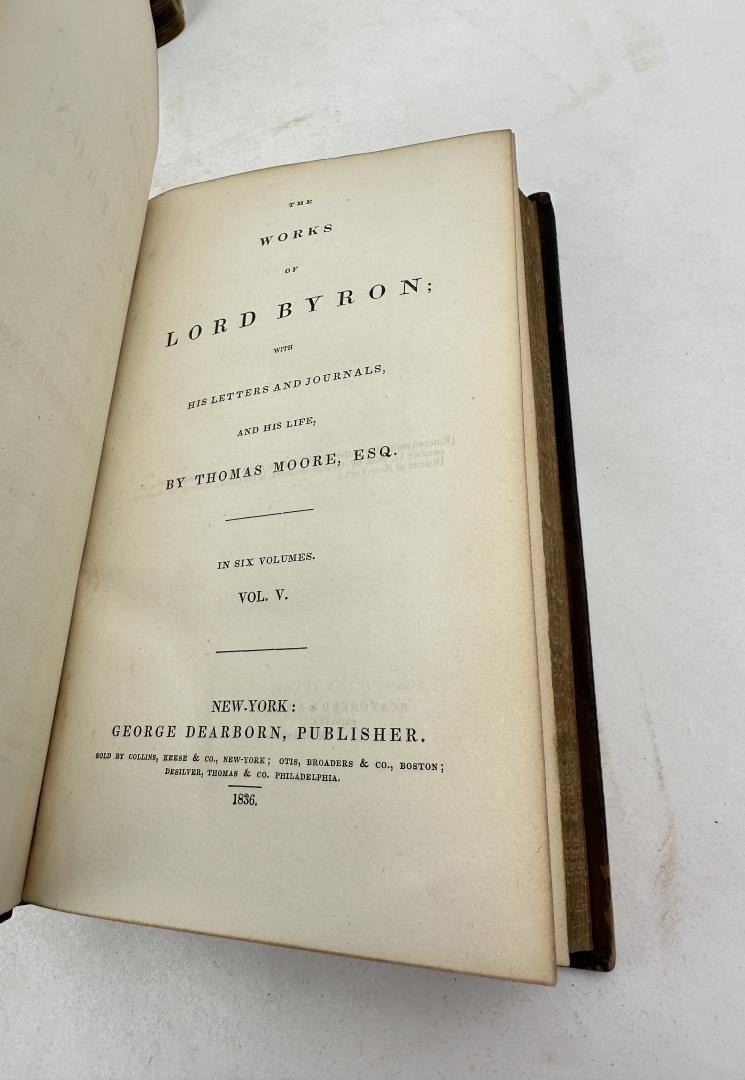 THE
WORKS
OF
LORD BYRON;
WITH
HIS LETTERS AND JOURNALS,
AND HIS LIFE,
BY THOMAS MOORE, ESQ.
IN SIX VOLUMES.
VOL. V.
NEW-YORK:
GEORGE DEARBORN, PUBLISHER.
SOLD BY COLLINS, KEESE & CO., NEW-YORK; OTIS, BROADERS & CO., BOSTON;
DESILVER, THOMAS & CO. PHILADELPHIA.
1836.